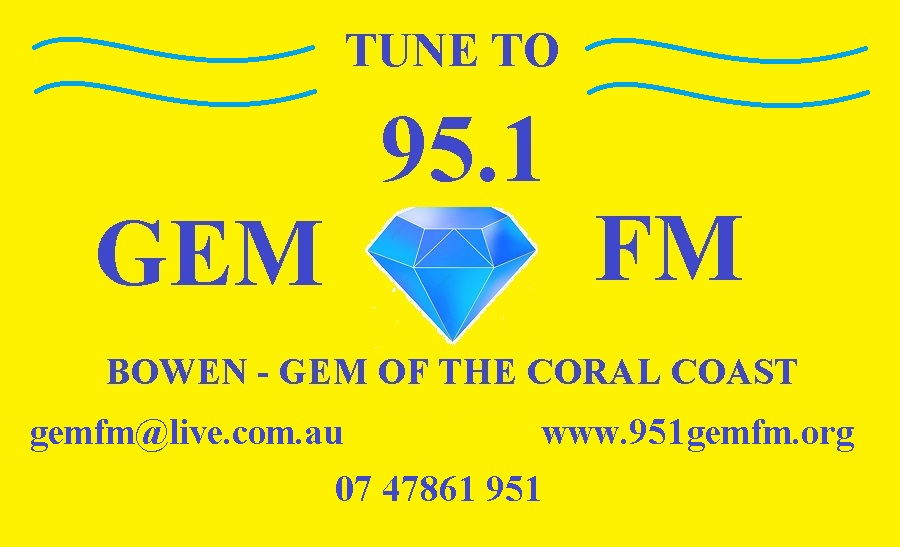 TUNE TO
95.1
GEM FM
BOWEN - GEM OF THE CORAL COAST
gemfm@live.com.au www.951gemfm.org
07 47861 951